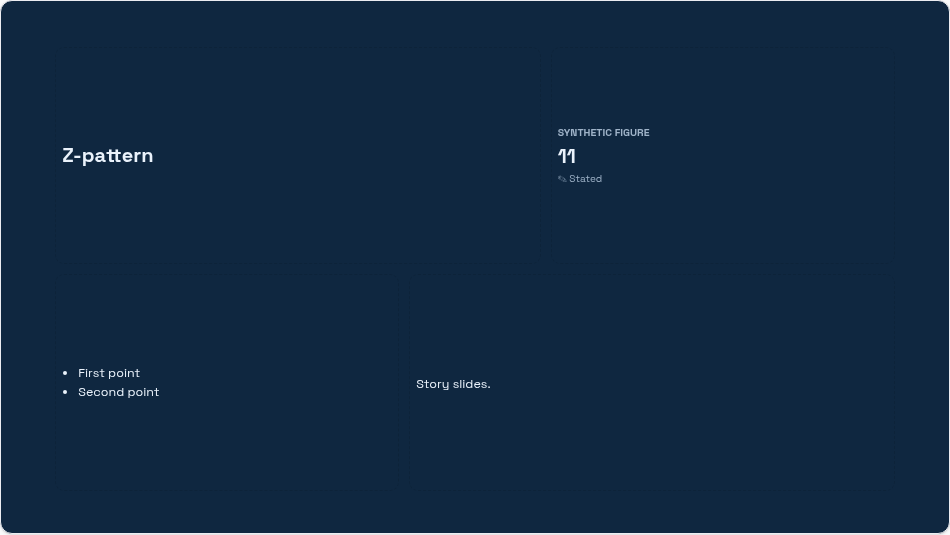 Z-pattern
SYNTHETIC FIGURE
11
✎ Stated
• First point
• Second point
Story slides.